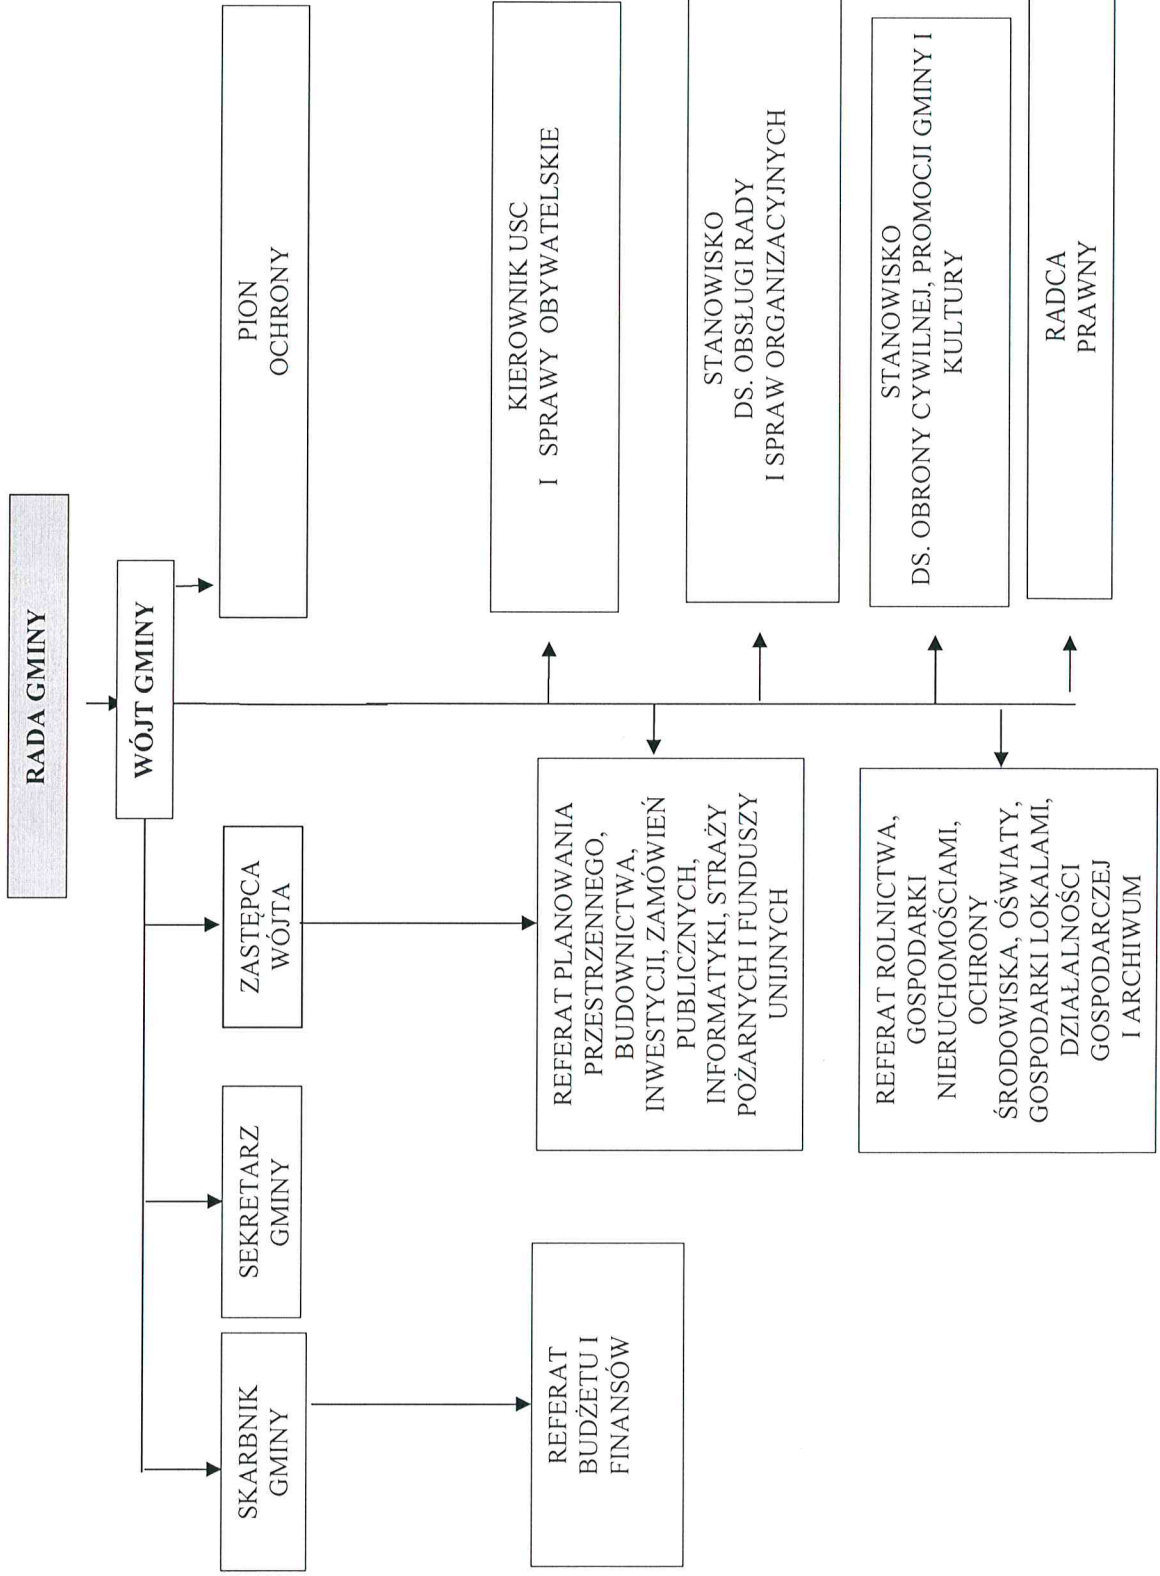 RADA GMINY
WÓJT GMINY
SKARBNIK
GMINY
SEKRETARZ
GMINY
ZASTĘPCA
WÓJTA
PION
OCHRONY
REFERAT
BUDŻETU I
FINANSÓW
REFERAT PLANOWANIA
PRZESTRZENNEGO,
BUDOWNICTWA,
INWESTYCJI, ZAMÓWIEŃ
PUBLICZNYCH,
INFORMATYKI, STRAŻY
POŻARNYCH I FUNDUSZY
UNIJNYCH
KIEROWNIK USC
I SPRAWY OBYWATELSKIE
STANOWISKO
DS. OBSŁUGI RADY
I SPRAW ORGANIZACYJNYCH
REFERAT ROLNICTWA,
GOSPODARKI
NIERUCHOMOŚCIAMI,
OCHRONY
ŚRODOWISKA, OŚWIATY,
GOSPODARKI LOKALAMI,
DZIAŁALNOŚCI
GOSPODARCZEJ
I ARCHIWUM
STANOWISKO
DS. OBRONY CYWILNEJ, PROMOCJI GMINY I
KULTURY
RADCA
PRAWNY